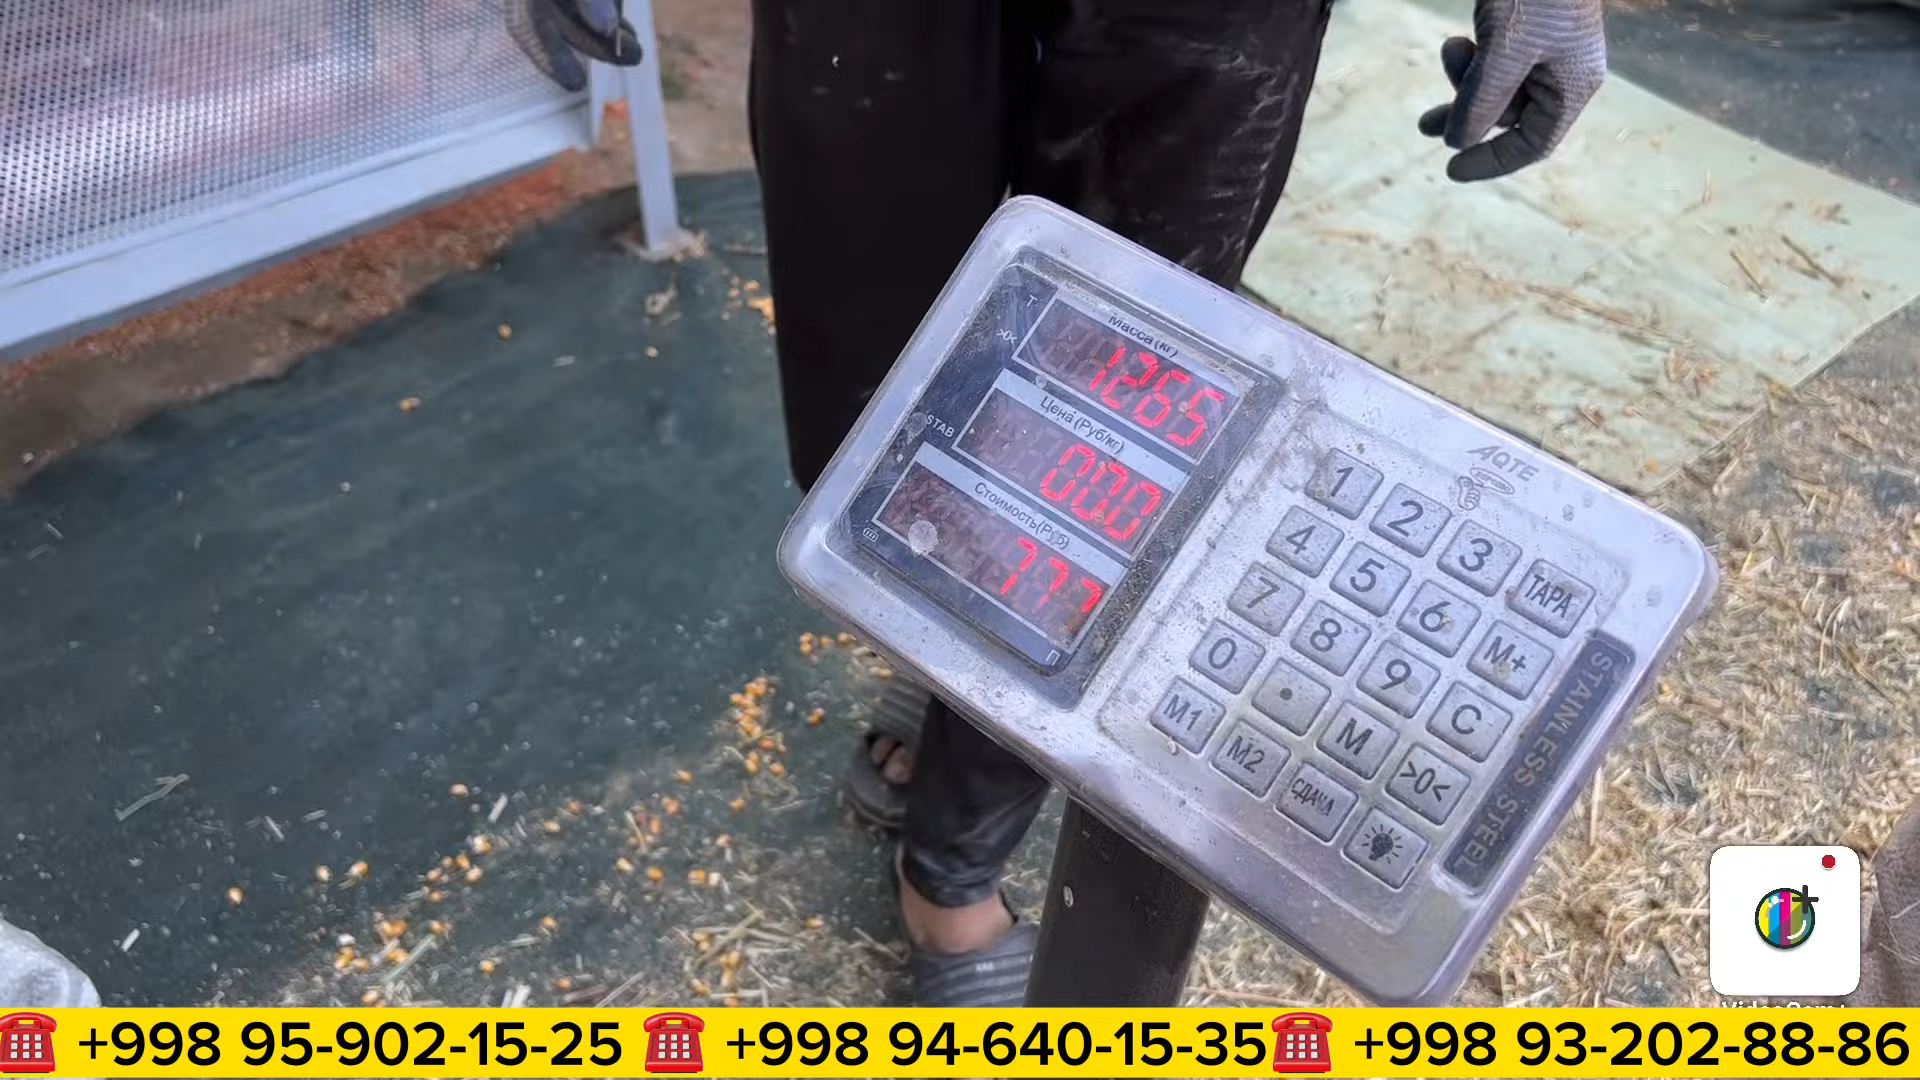 T
Масса (кг)
>0<
1265
Цена (Руб/кг)
STAB
000
777
П
AQTE
1 2 3 ТАРА
4 5 6 M+
7 8 9 C
0 • M >0<
M1 M2 СДАЧА
STAINLESS STEEL
+998 95-902-15-25 +998 94-640-15-35 +998 93-202-88-86